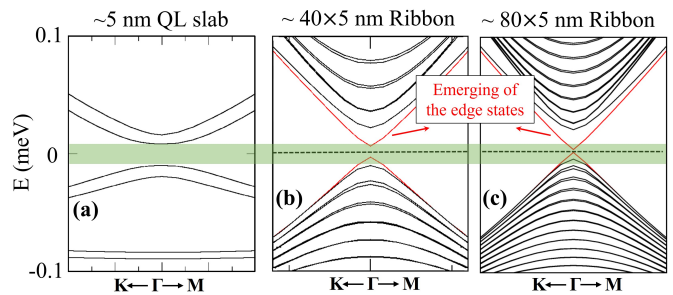 ~5 nm QL slab
~ 40×5 nm Ribbon
~ 80×5 nm Ribbon
0.1
E (meV)
0
-0.1
Emerging of
the edge states
(a)
(b)
(c)
K←Γ→M
K←Γ→M
K←Γ→M